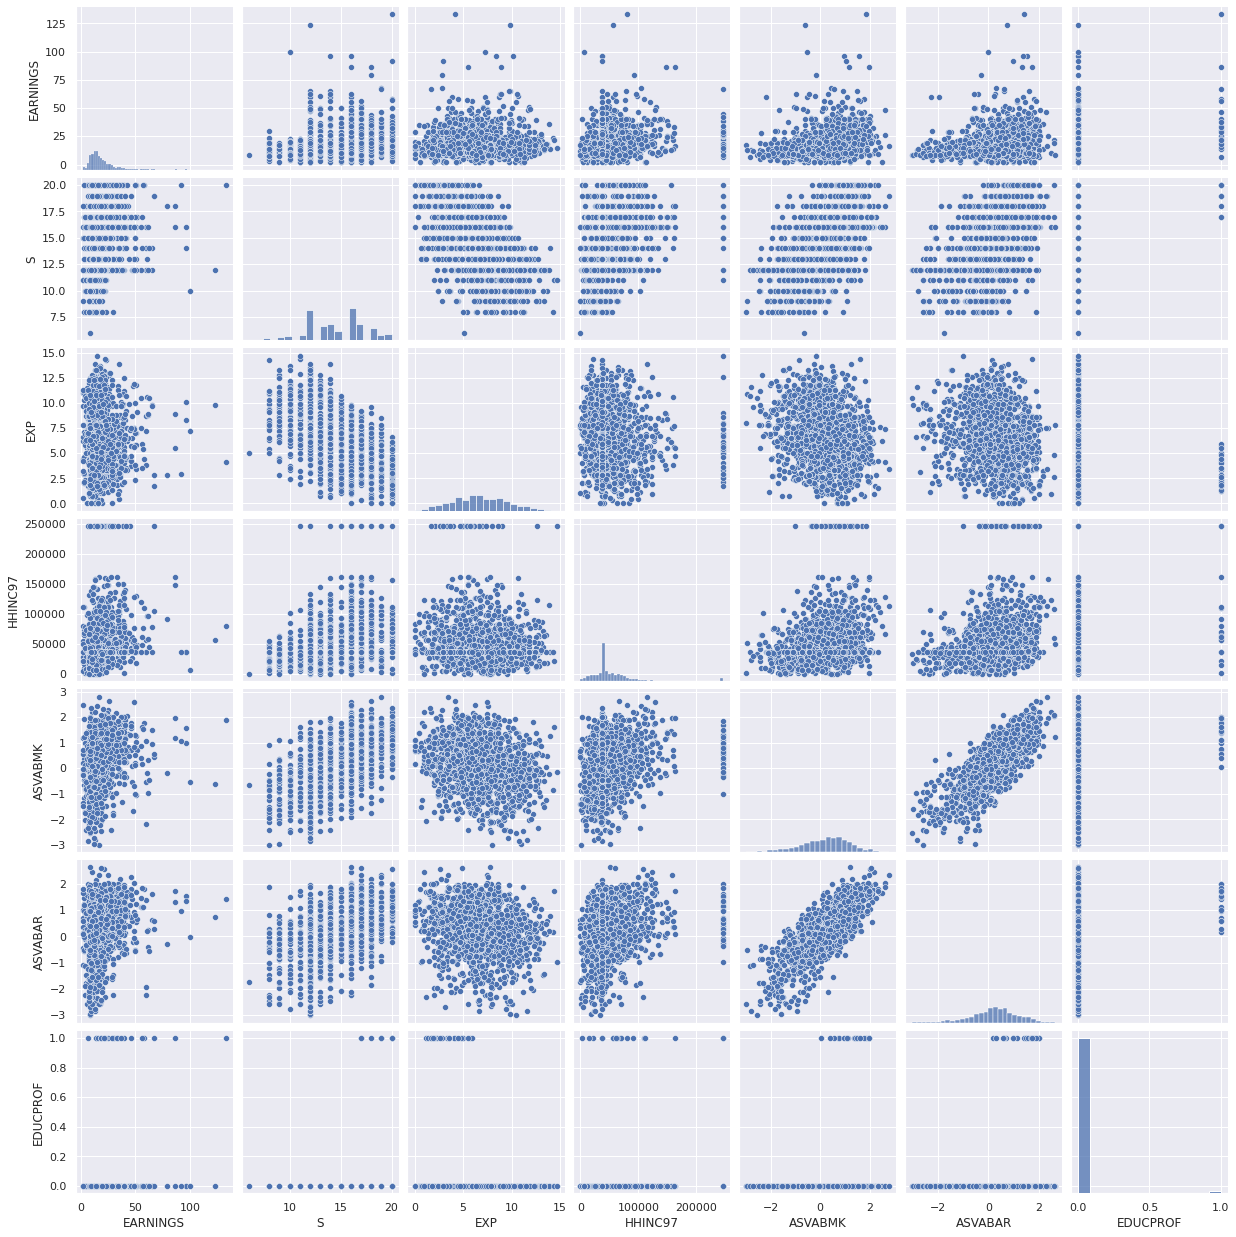 125
100
75
50
25
0
EARNINGS
20.0
17.5
15.0
12.5
10.0
7.5
S
15.0
12.5
10.0
7.5
5.0
2.5
0.0
EXP
250000
200000
150000
100000
50000
0
HHINC97
3
2
1
0
−1
−2
−3
ASVABMK
2
1
0
−1
−2
−3
ASVABAR
1.0
0.8
0.6
0.4
0.2
0.0
EDUCPROF
0 50 100
EARNINGS
10 15 20
S
0 5 10 15
EXP
0 100000 200000
HHINC97
−2 0 2
ASVABMK
−2 0 2
ASVABAR
0.0 0.5 1.0
EDUCPROF